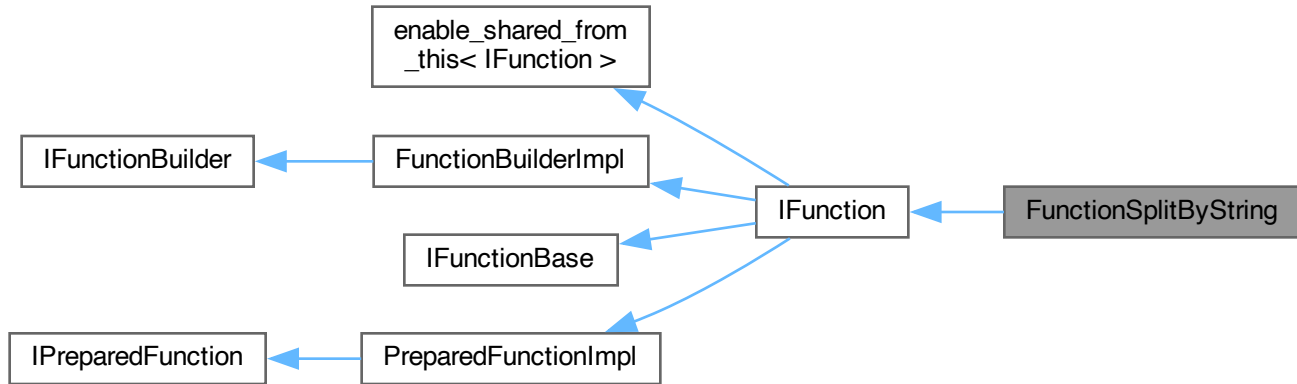 enable_shared_from
_this< IFunction >
IFunctionBuilder
FunctionBuilderImpl
IFunction
FunctionSplitByString
IFunctionBase
IPreparedFunction
PreparedFunctionImpl